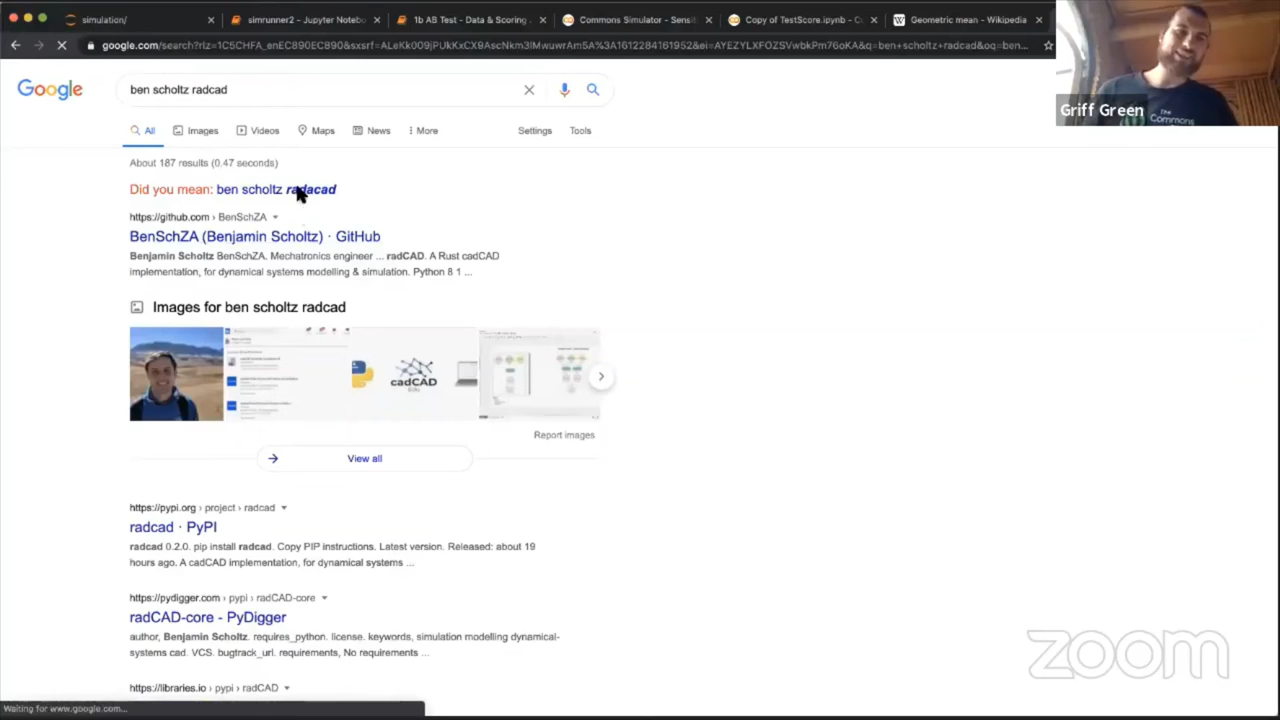 simulation/
simrunner2 - Jupyter Notebo
1b AB Test - Data & Scoring
Commons Simulator - Sensit
Copy of TestScore.ipynb - C
Geometric mean - Wikipedia
Griff Green
The
Commons
Google
ben scholtz radcad
All
Images
Videos
Maps
News
More
Settings
Tools
About 187 results (0.47 seconds)
Did you mean: ben scholtz radacad
https://github.com › BenSchZA
BenSchZA (Benjamin Scholtz) · GitHub
Benjamin Scholtz BenSchZA. Mechatronics engineer ... radCAD. A Rust cadCAD
implementation, for dynamical systems modelling & simulation. Python 8 1 ...
Images for ben scholtz radcad
cadCAD
Report images
View all
https://pypi.org › project › radcad
radcad · PyPI
radcad 0.2.0. pip install radcad. Copy PIP instructions. Latest version. Released: about 19
hours ago. A cadCAD implementation, for dynamical systems ...
https://pydigger.com › pypi › radCAD-core
radCAD-core - PyDigger
author, Benjamin Scholtz. requires_python. license. keywords, simulation modelling dynamical-
systems cad. VCS. bugtrack_url. requirements, No requirements ...
https://libraries.io › pypi › radCAD
Waiting for www.google.com...
zoom